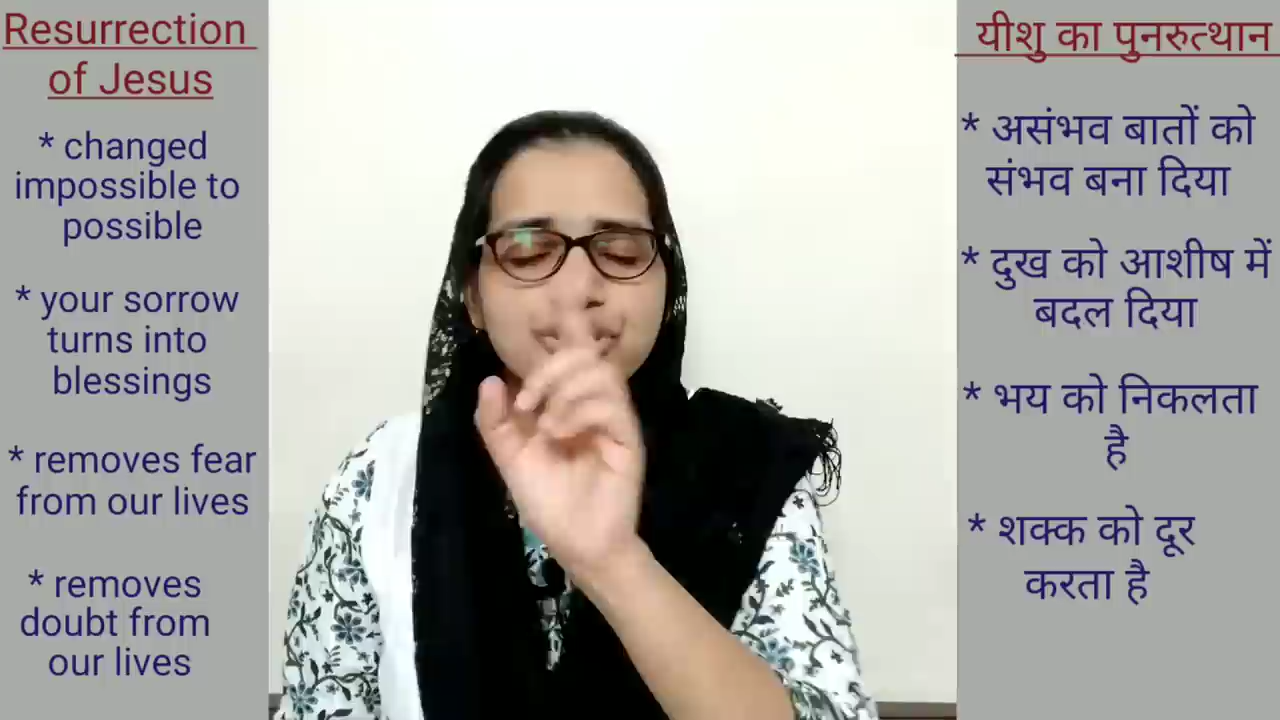 Resurrection
of Jesus
* changed
impossible to
possible
* your sorrow
turns into
blessings
* removes fear
from our lives
* removes
doubt from
our lives
यीशु का पुनरुत्थान
* असंभव बातों को
संभव बना दिया
* दुख को आशीष में
बदल दिया
* भय को निकलता
है
* शक्क को दूर
करता है